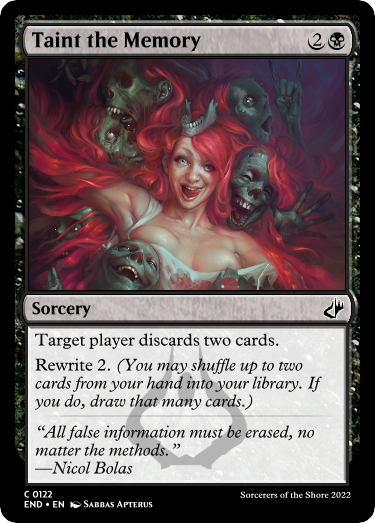 Taint the Memory 2
Sorcery
Target player discards two cards.
Rewrite 2. (You may shuffle up to two
cards from your hand into your library. If
you do, draw that many cards.)
“All false information must be erased, no
matter the methods.”
—Nicol Bolas
C 0122
END • EN Sabbas Apterus
Sorcerers of the Shore 2022